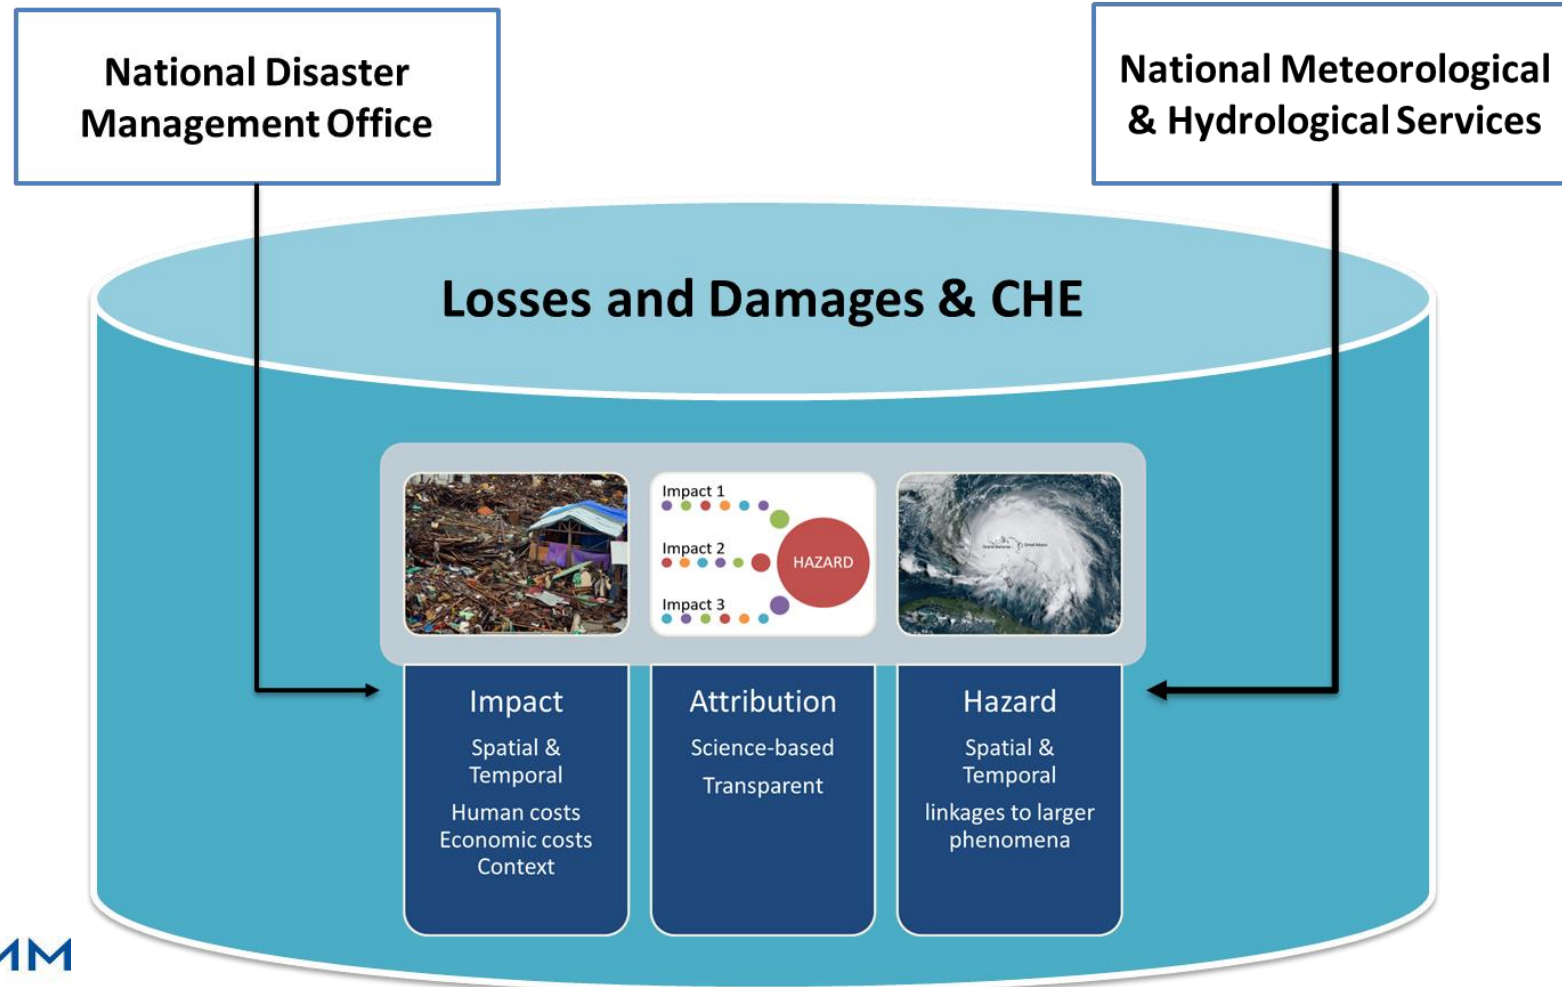 National Disaster
Management Office
National Meteorological
& Hydrological Services
Losses and Damages & CHE
Impact 1
Impact 2
Impact 3
HAZARD
Impact
Spatial &
Temporal
Human costs
Economic costs
Context
Attribution
Science-based
Transparent
Hazard
Spatial &
Temporal
linkages to larger
phenomena